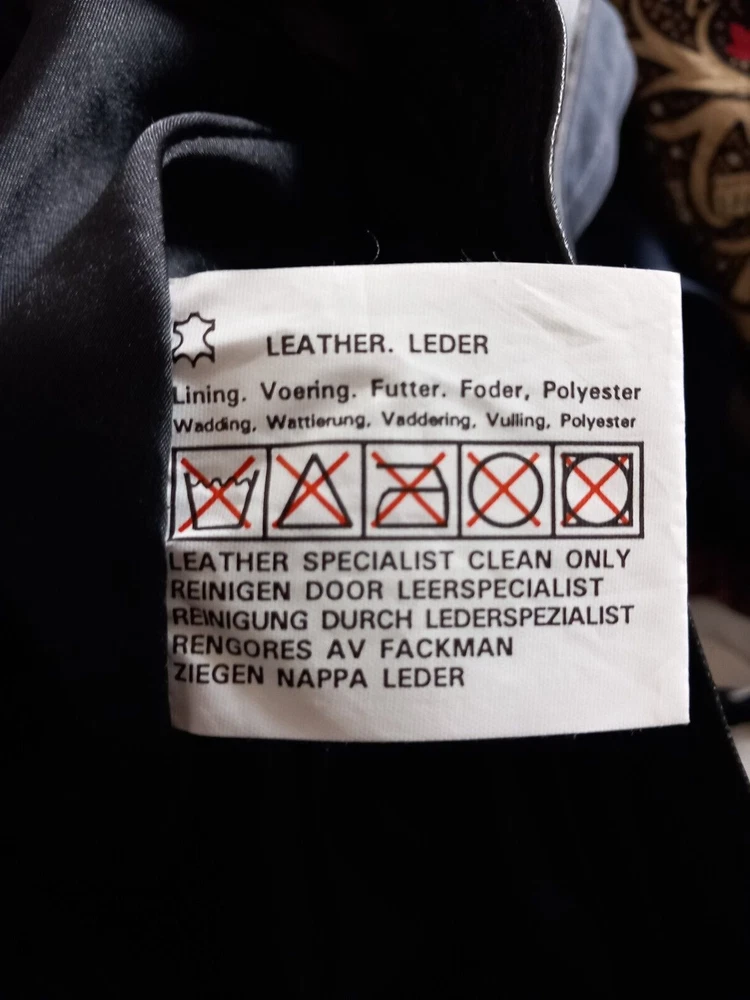 LEATHER. LEDER
Lining. Voering. Futter. Foder, Polyester
Wadding, Wattierung, Vaddering, Vulling, Polyester
LEATHER SPECIALIST CLEAN ONLY
REINIGEN DOOR LEERSPECIALIST
REINIGUNG DURCH LEDERSPEZIALIST
RENGORES AV FACKMAN
ZIEGEN NAPPA LEDER